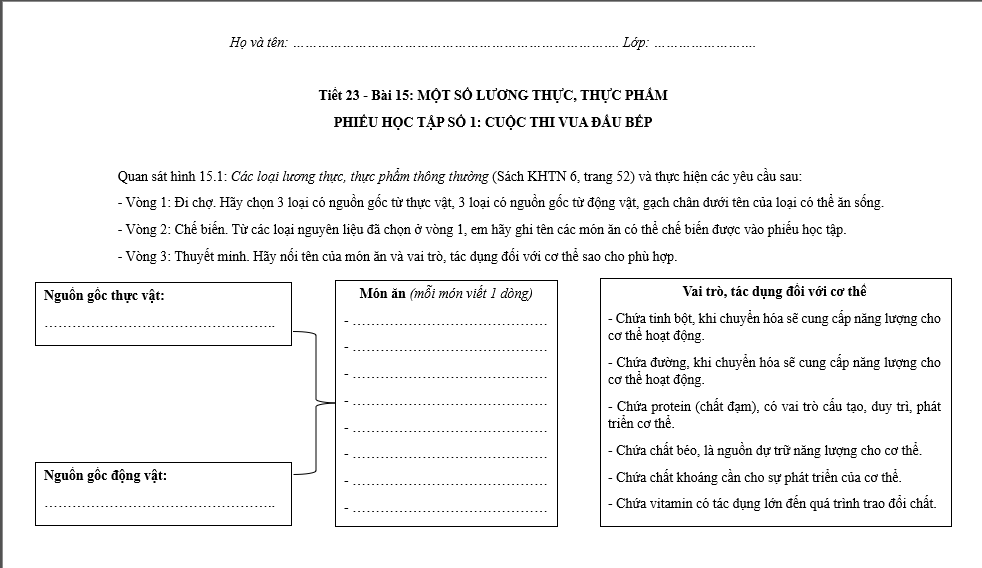 Họ và tên: ………………………………………………………………….. Lớp: …………………….
Tiết 23 - Bài 15: MỘT SỐ LƯƠNG THỰC, THỰC PHẨM
PHIẾU HỌC TẬP SỐ 1: CUỘC THI VUA ĐẦU BẾP
Quan sát hình 15.1: Các loại lương thực, thực phẩm thông thường (Sách KHTN 6, trang 52) và thực hiện các yêu cầu sau:
- Vòng 1: Đi chợ. Hãy chọn 3 loại có nguồn gốc từ thực vật, 3 loại có nguồn gốc từ động vật, gạch chân dưới tên của loại có thể ăn sống.
- Vòng 2: Chế biến. Từ các loại nguyên liệu đã chọn ở vòng 1, em hãy ghi tên các món ăn có thể chế biến được vào phiếu học tập.
- Vòng 3: Thuyết minh. Hãy nối tên của món ăn và vai trò, tác dụng đối với cơ thể sao cho phù hợp.
Nguồn gốc thực vật:
……………………………………………..
Nguồn gốc động vật:
……………………………………………..
Món ăn (mỗi món viết 1 dòng)
- ……………………………………
- ……………………………………
- ……………………………………
- ……………………………………
- ……………………………………
- ……………………………………
- ……………………………………
- ……………………………………
Vai trò, tác dụng đối với cơ thể
- Chứa tinh bột, khi chuyển hóa sẽ cung cấp năng lượng cho
cơ thể hoạt động.
- Chứa đường, khi chuyển hóa sẽ cung cấp năng lượng cho
cơ thể hoạt động.
- Chứa protein (chất đạm), có vai trò cấu tạo, duy trì, phát
triển cơ thể.
- Chứa chất béo, là nguồn dự trữ năng lượng cho cơ thể.
- Chứa chất khoáng cần cho sự phát triển của cơ thể.
- Chứa vitamin có tác dụng lớn đến quá trình trao đổi chất.